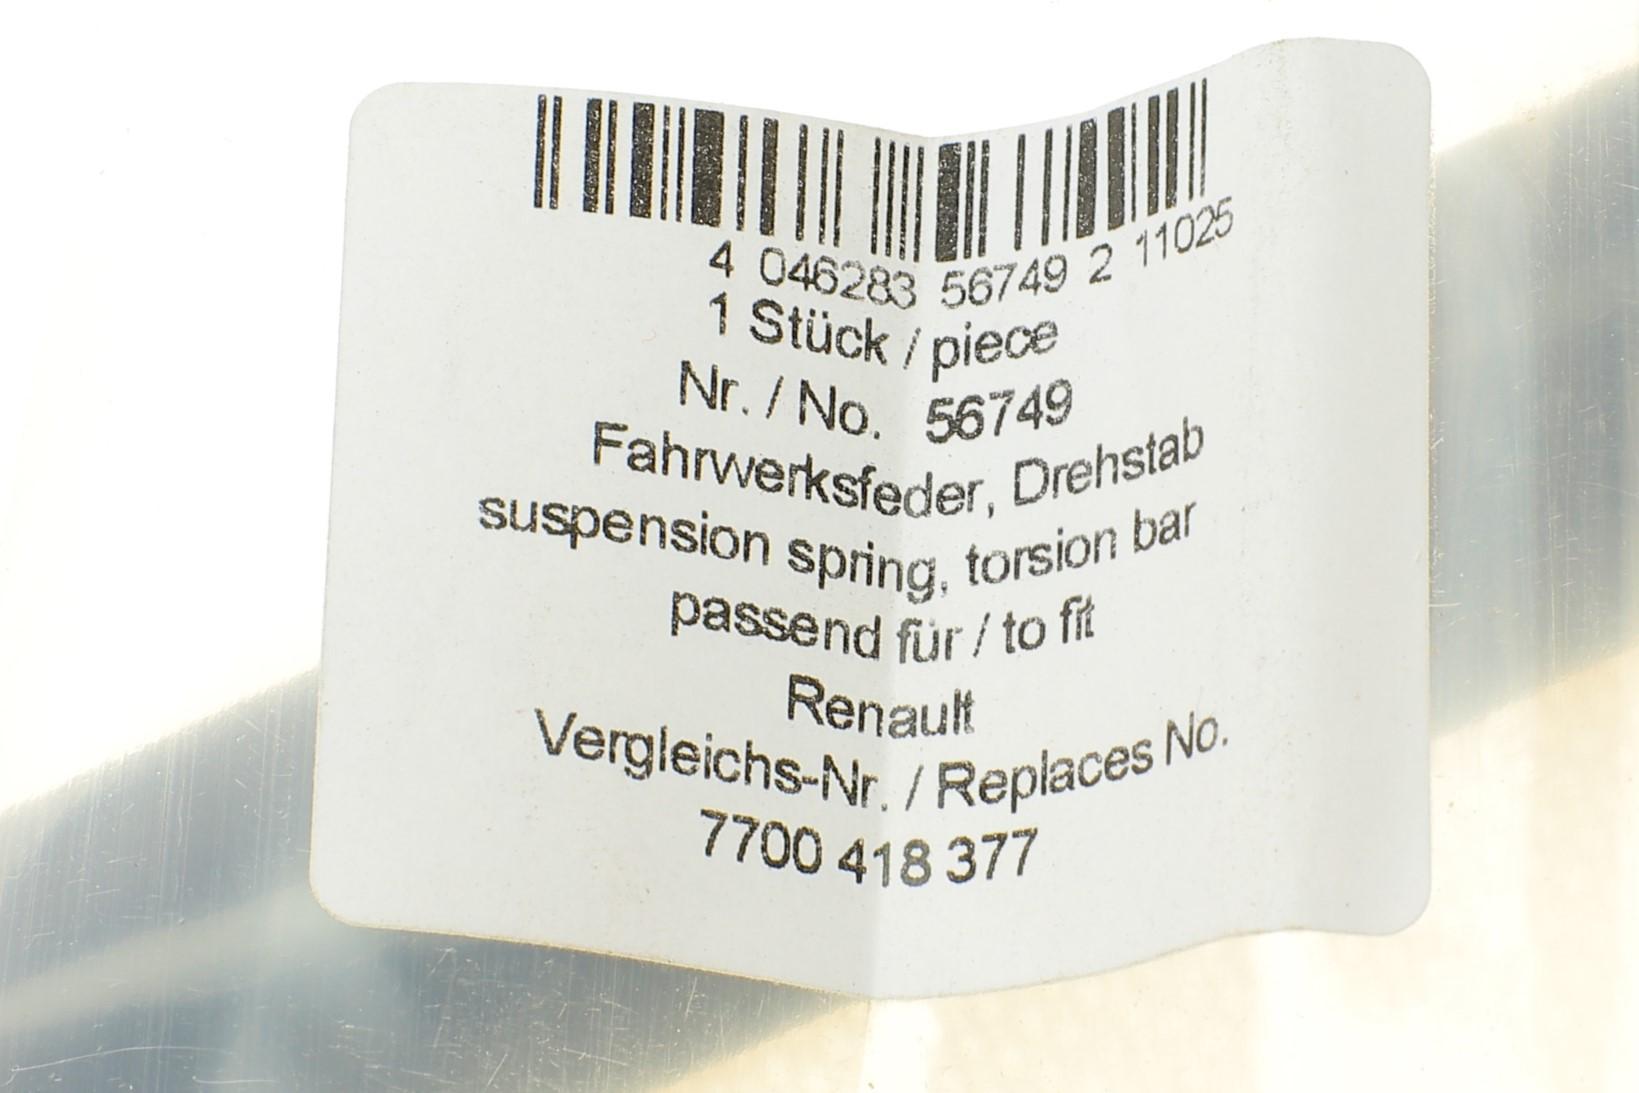 4 046283 56749 2 11025
1 Stück / piece
Nr. / No. 56749
Fahrwerksfeder, Drehstab
suspension spring, torsion bar
passend für / to fit
Renault
Vergleichs-Nr. / Replaces No.
7700 418 377